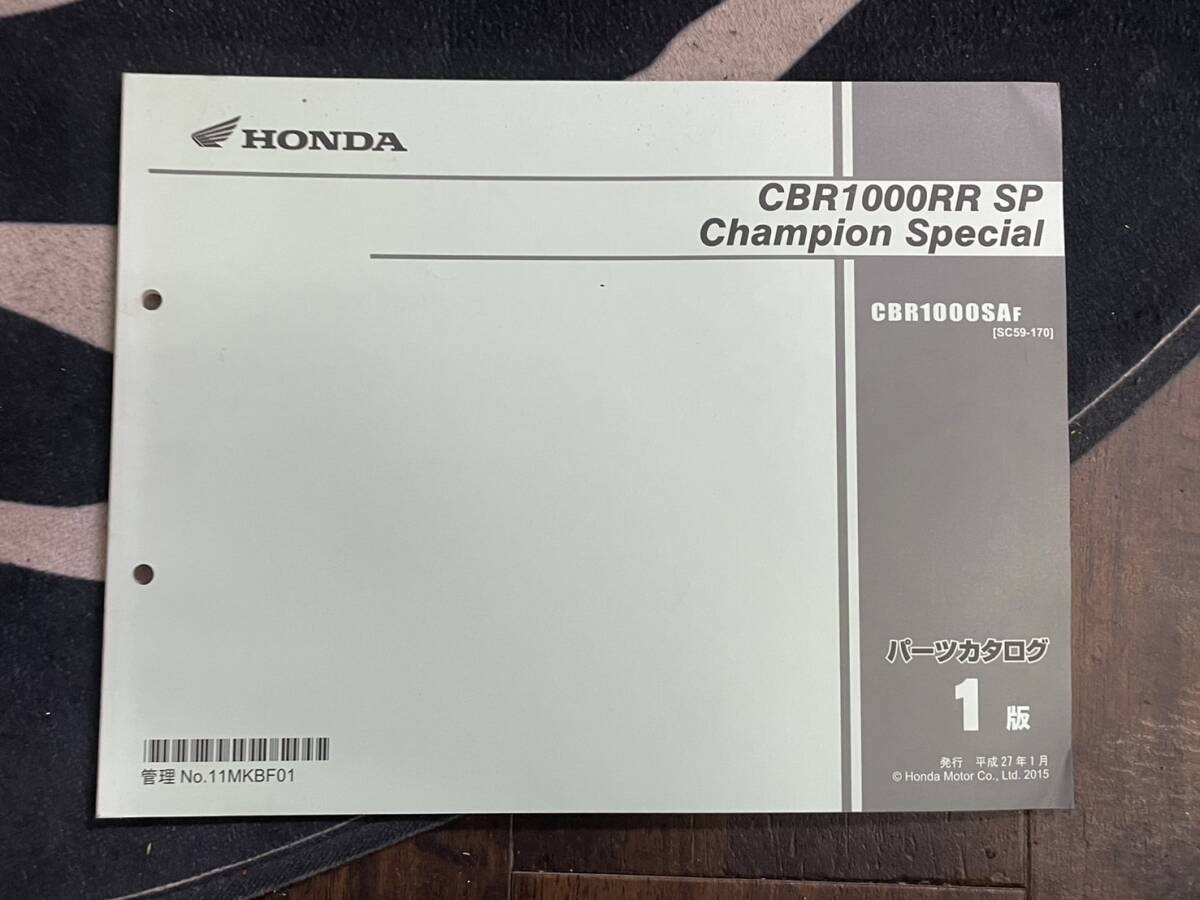 HONDA
CBR1000RR SP
Champion Special
CBR1000SAF
[SC59-170]
パーツカタログ
1 版
発行 平成27年1月
© Honda Motor Co., Ltd. 2015
管理 No.11MKBF01